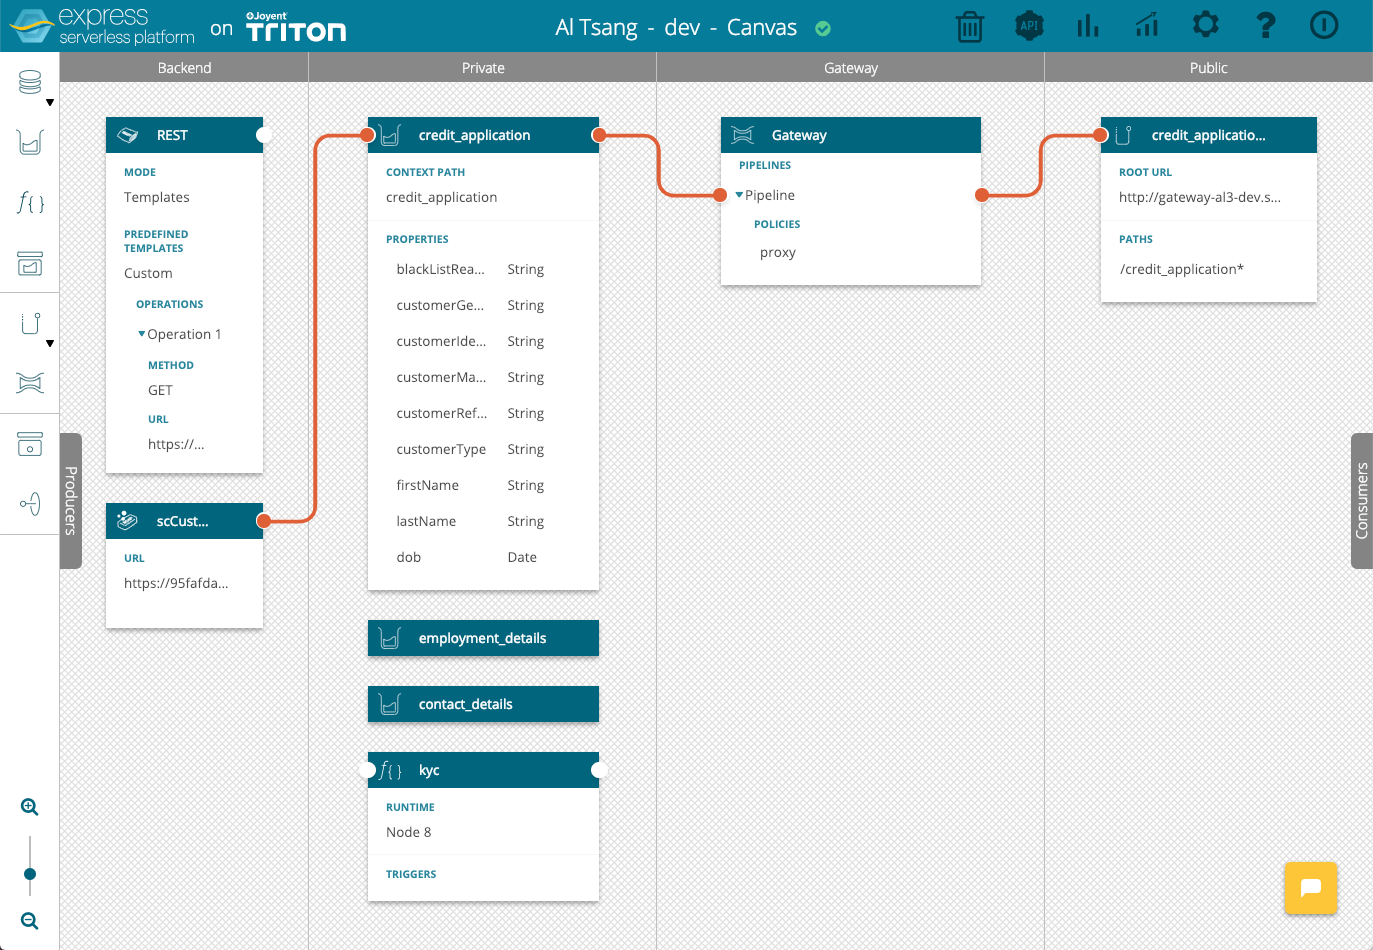 express
serverless platform
on
Joyent
TRITON
Al Tsang - dev - Canvas
API
?
Backend
Private
Gateway
Public
REST
MODE
Templates
PREDEFINED
TEMPLATES
Custom
OPERATIONS
Operation 1
METHOD
GET
URL
https://...
scCust...
URL
https://95fafda...
credit_application
CONTEXT PATH
credit_application
PROPERTIES
blackListRea... String
customerGe... String
customerIde... String
customerMa... String
customerRef... String
customerType String
firstName String
lastName String
dob Date
employment_details
contact_details
f{} kyc
RUNTIME
Node 8
TRIGGERS
Gateway
PIPELINES
Pipeline
POLICIES
proxy
credit_applicatio...
ROOT URL
http://gateway-al3-dev.s...
PATHS
/credit_application*
f{}
Producers
Consumers